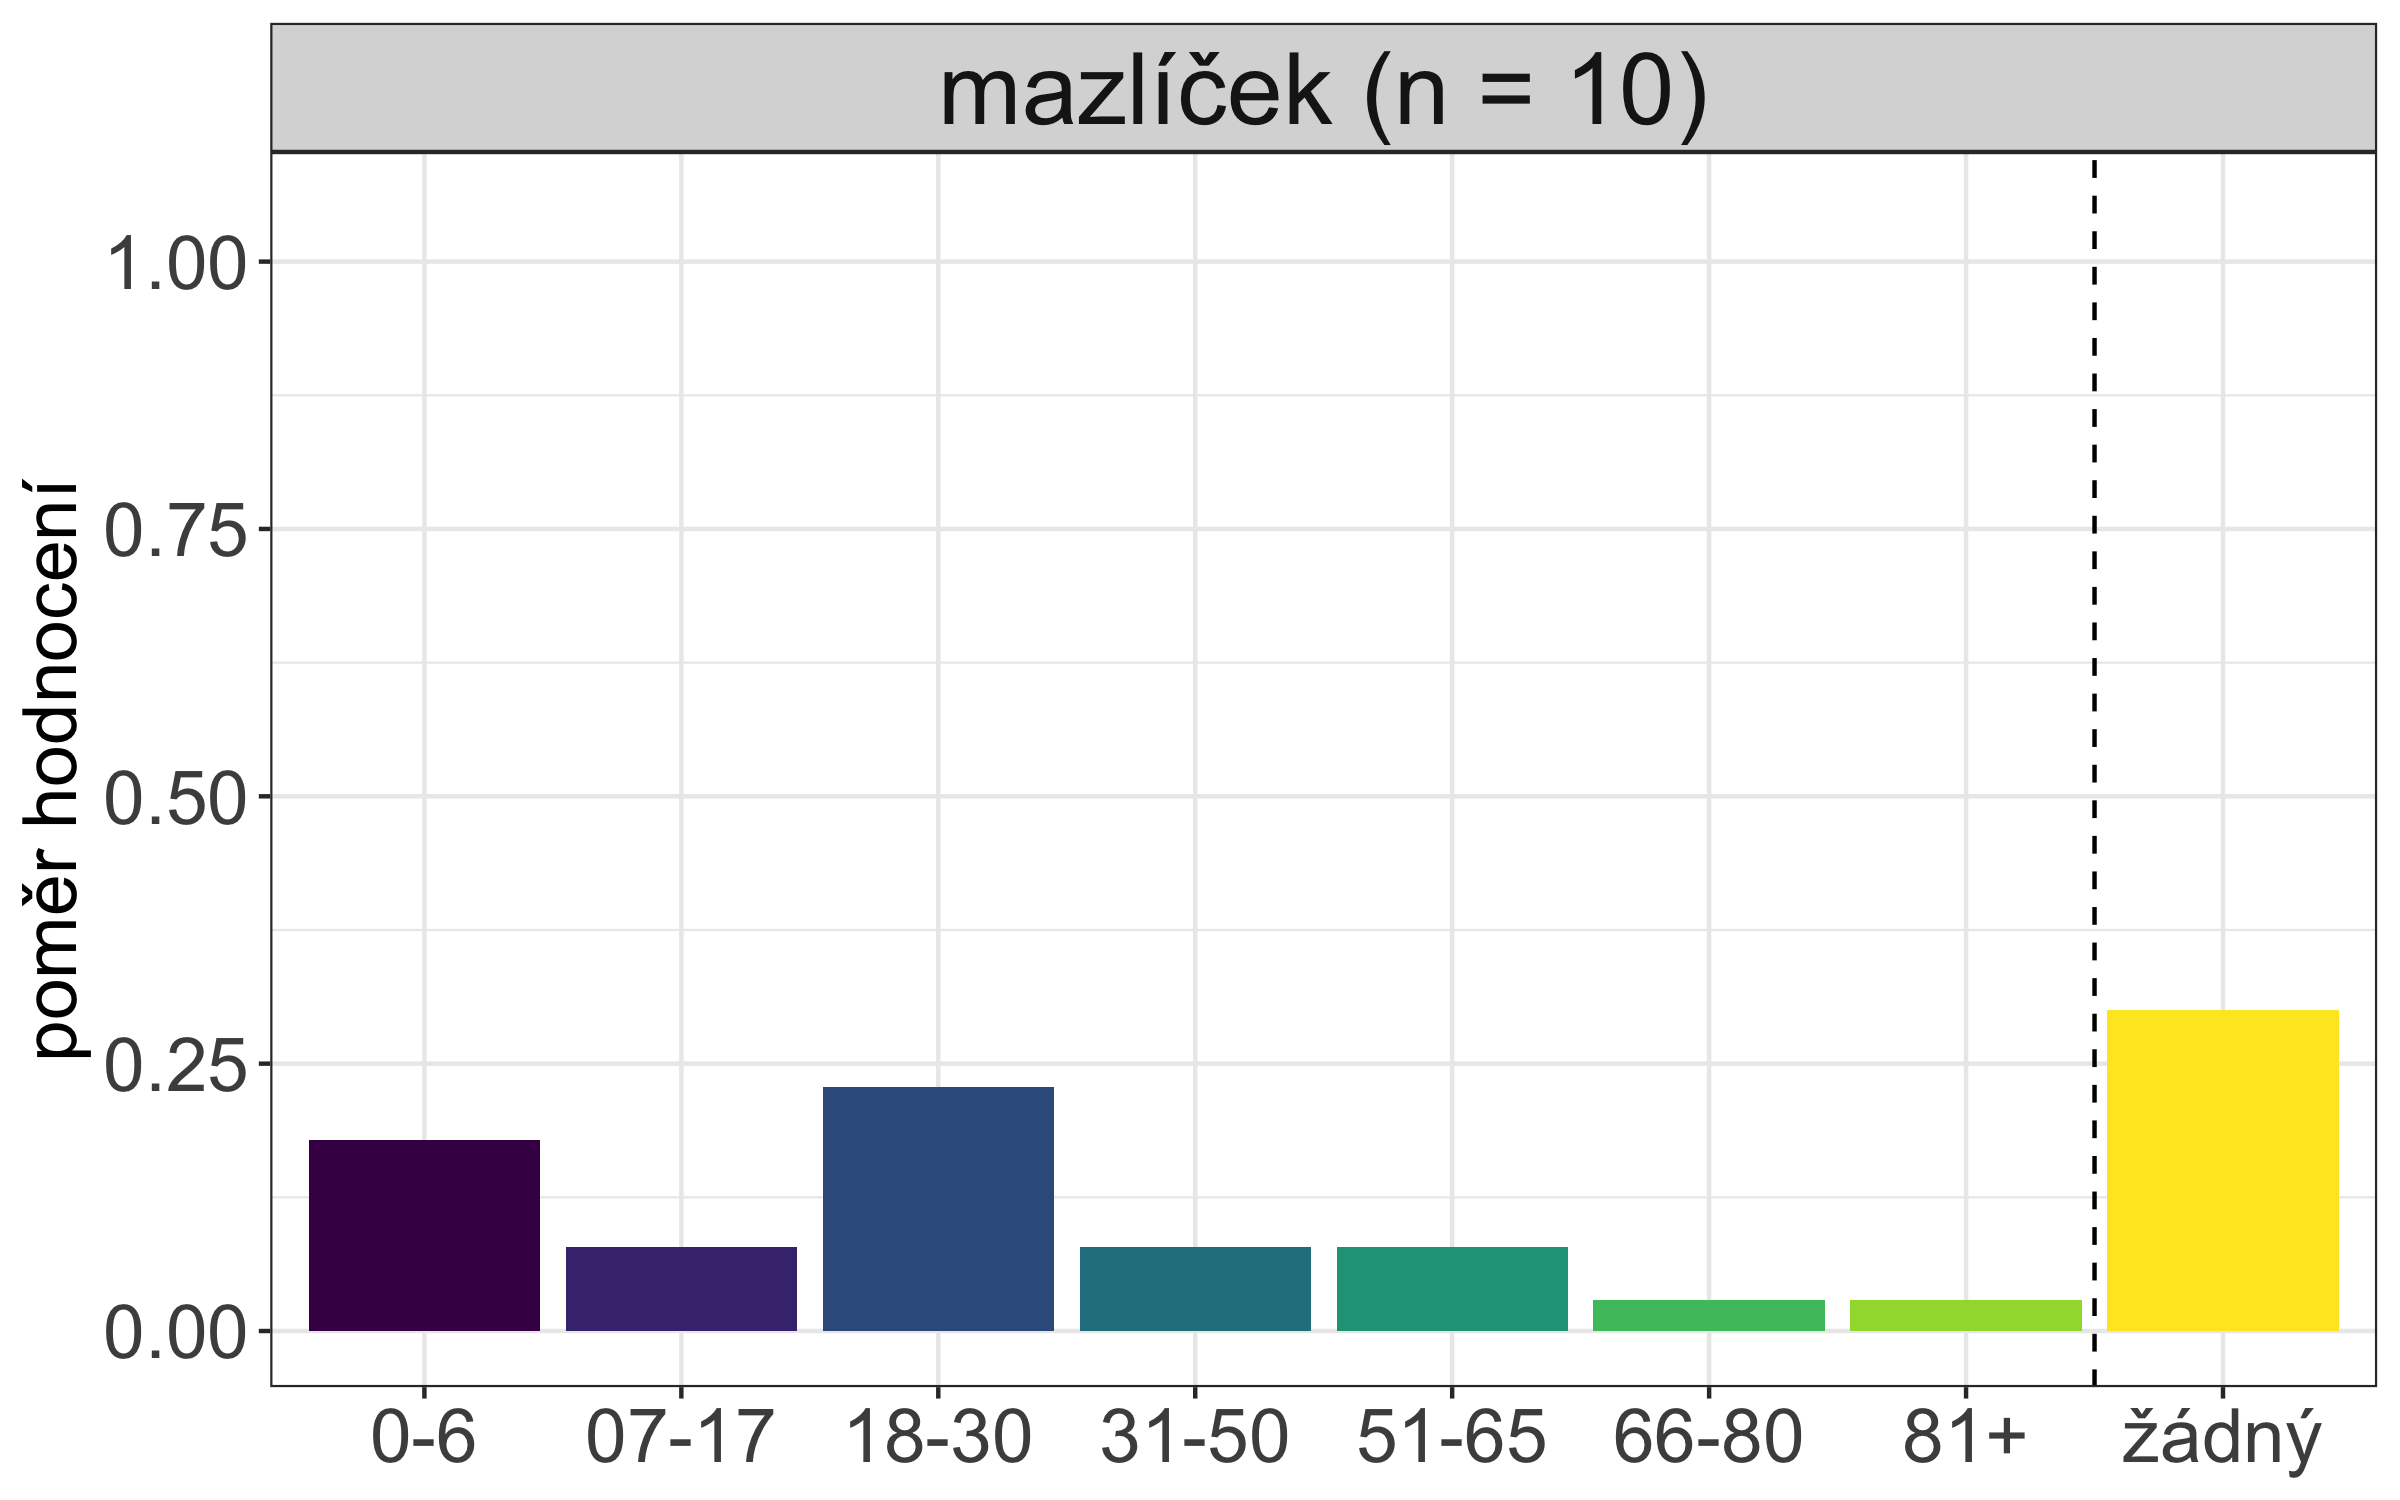 mazlíček (n = 10)
poměr hodnocení
1.00
0.75
0.50
0.25
0.00
0-6 07-17 18-30 31-50 51-65 66-80 81+ žádný